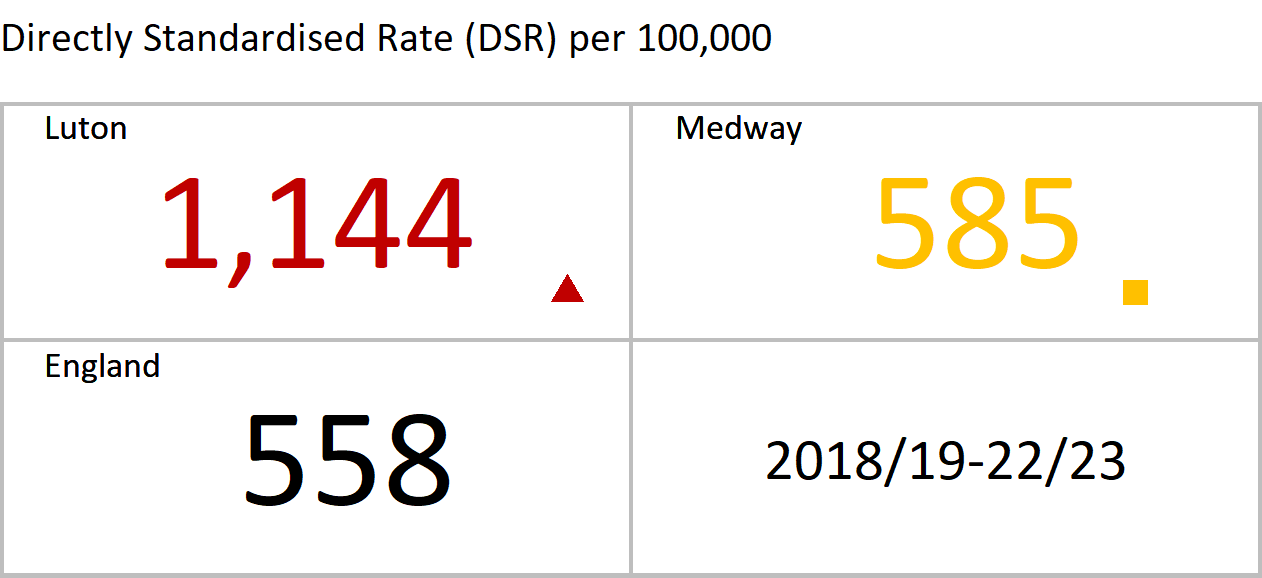 Directly Standardised Rate (DSR) per 100,000
Luton
1,144
Medway
585
England
558
2018/19-22/23